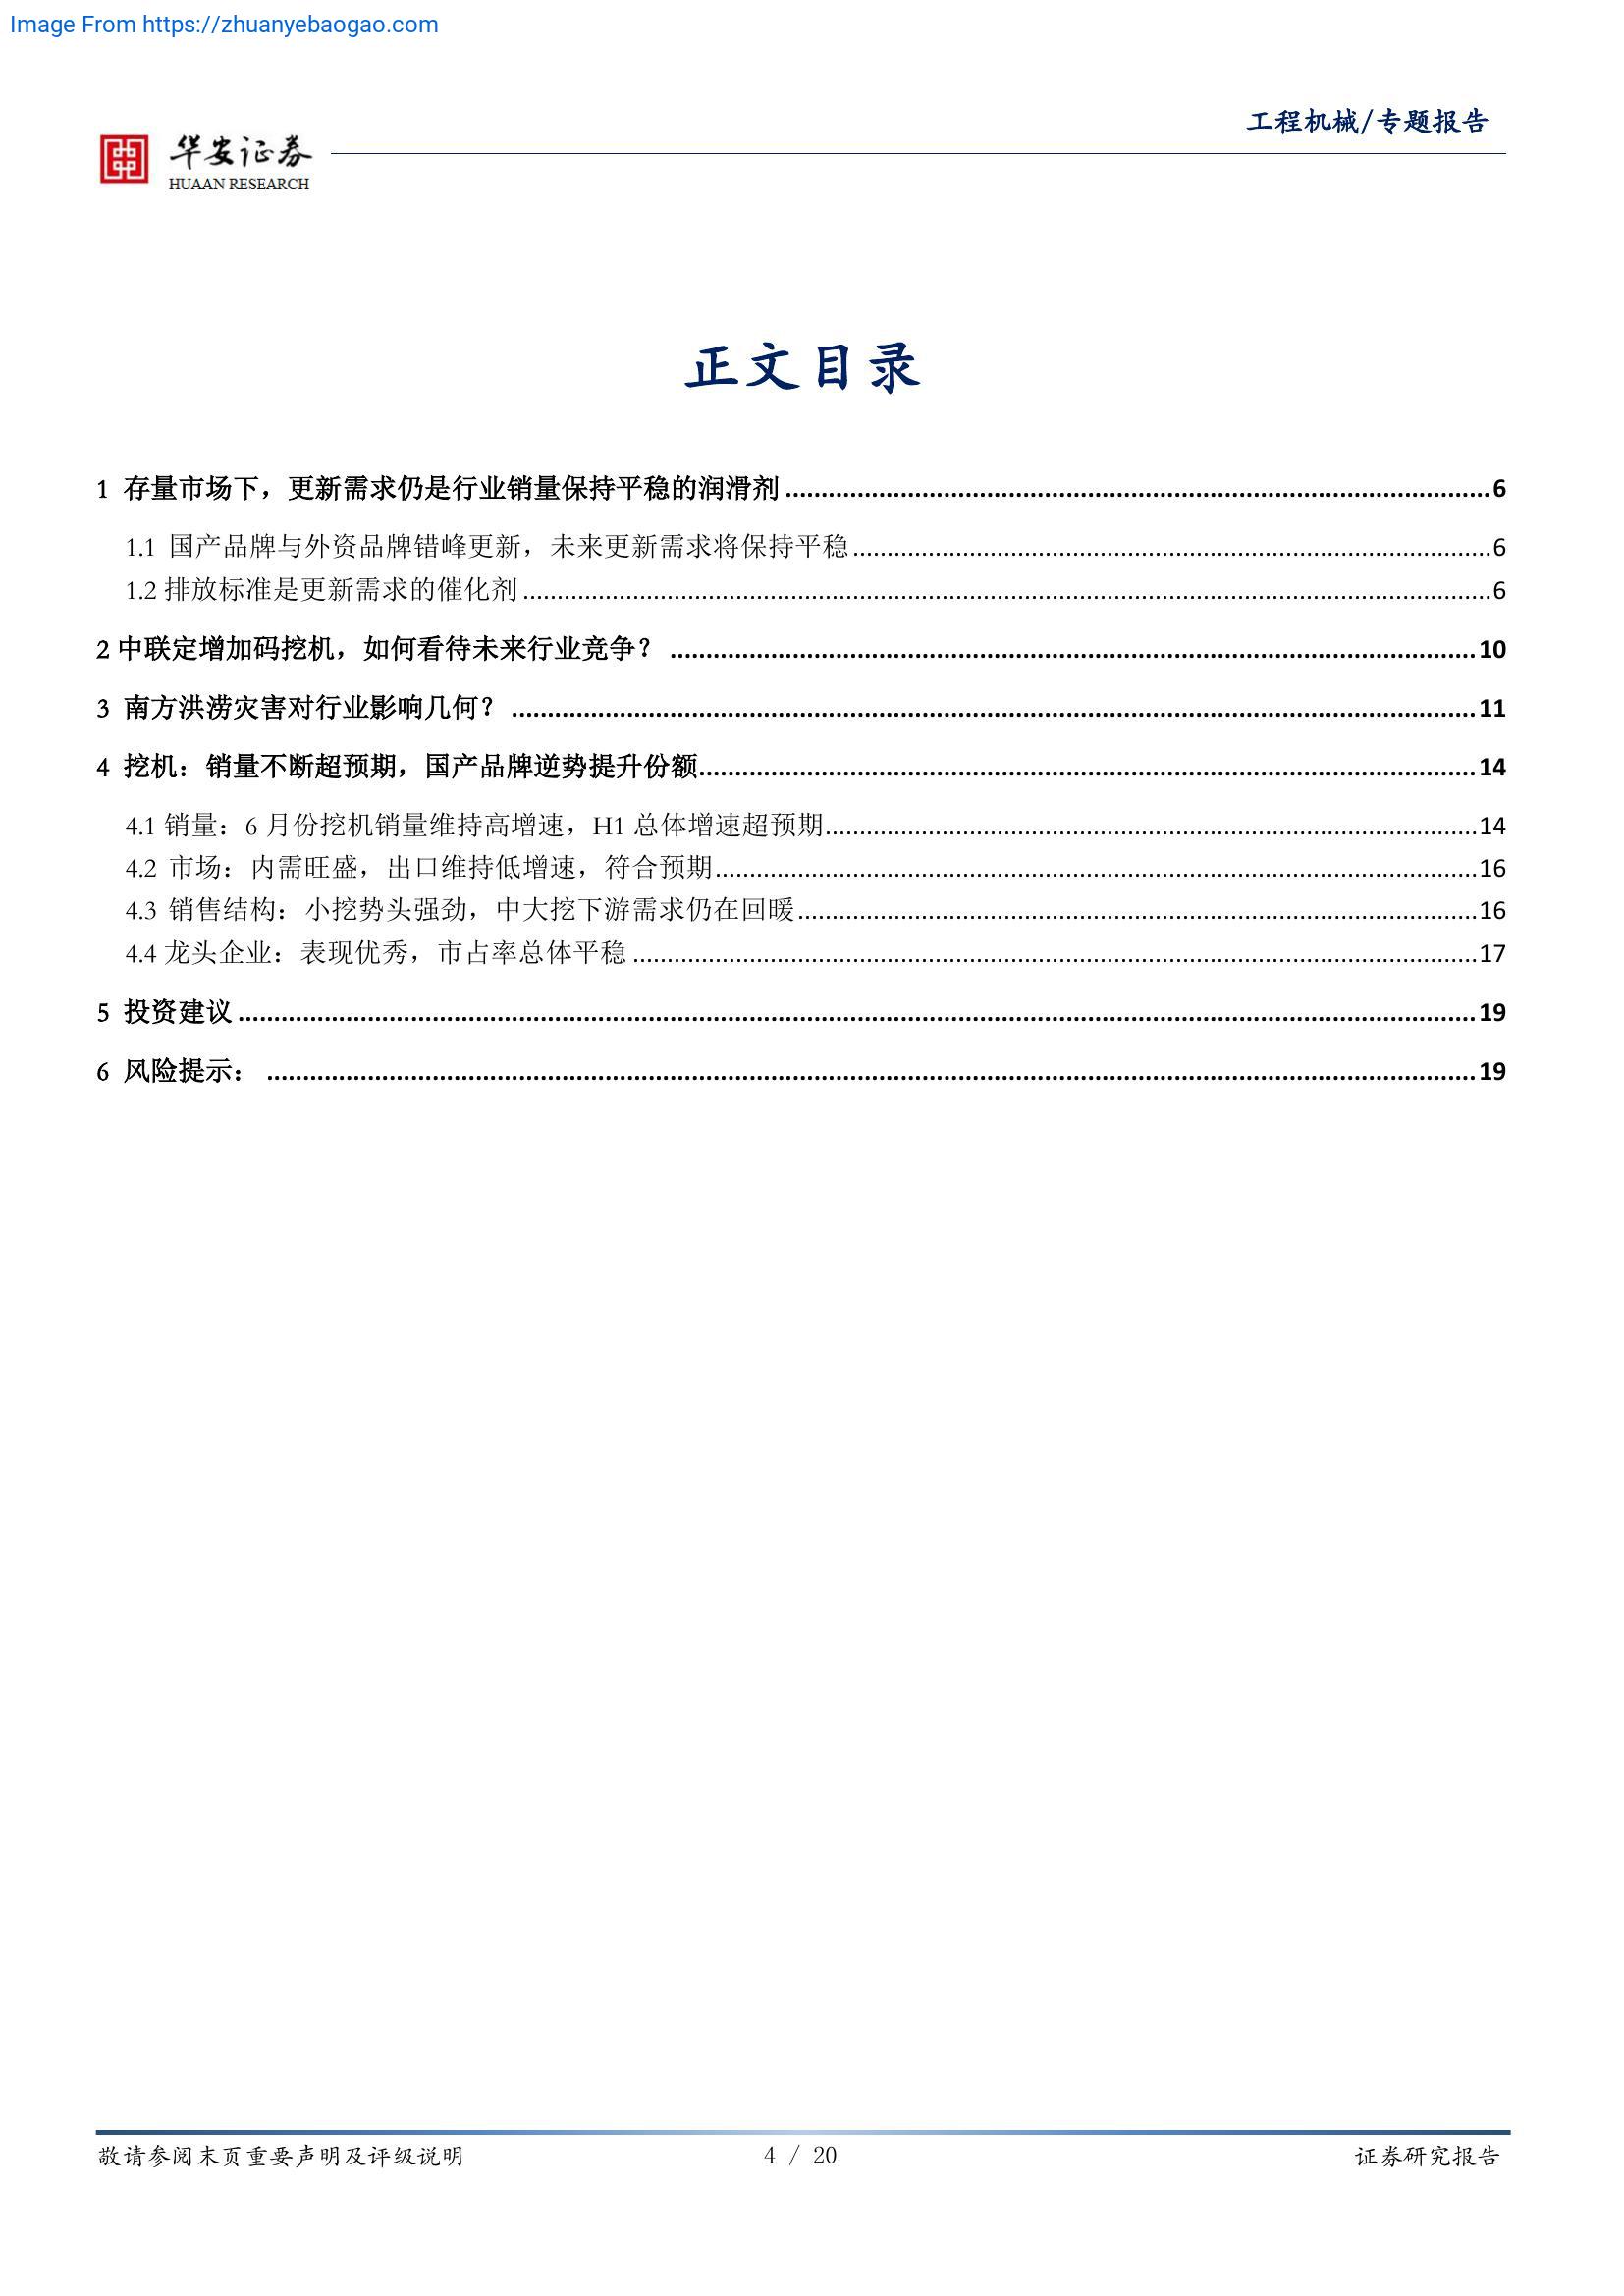 Image From https://zhuanyebaogao.com
工程机械/专题报告
华安证券
HUAAN RESEARCH
正文目录
1 存量市场下，更新需求仍是行业销量保持平稳的润滑剂 6
1.1 国产品牌与外资品牌错峰更新，未来更新需求将保持平稳 6
1.2 排放标准是更新需求的催化剂 6
2 中联定增加码挖机，如何看待未来行业竞争？ 10
3 南方洪涝灾害对行业影响几何？ 11
4 挖机：销量不断超预期，国产品牌逆势提升份额 14
4.1 销量：6 月份挖机销量维持高增速，H1 总体增速超预期 14
4.2 市场：内需旺盛，出口维持低增速，符合预期 16
4.3 销售结构：小挖势头强劲，中大挖下游需求仍在回暖 16
4.4 龙头企业：表现优秀，市占率总体平稳 17
5 投资建议 19
6 风险提示： 19
敬请参阅末页重要声明及评级说明 4 / 20 证券研究报告